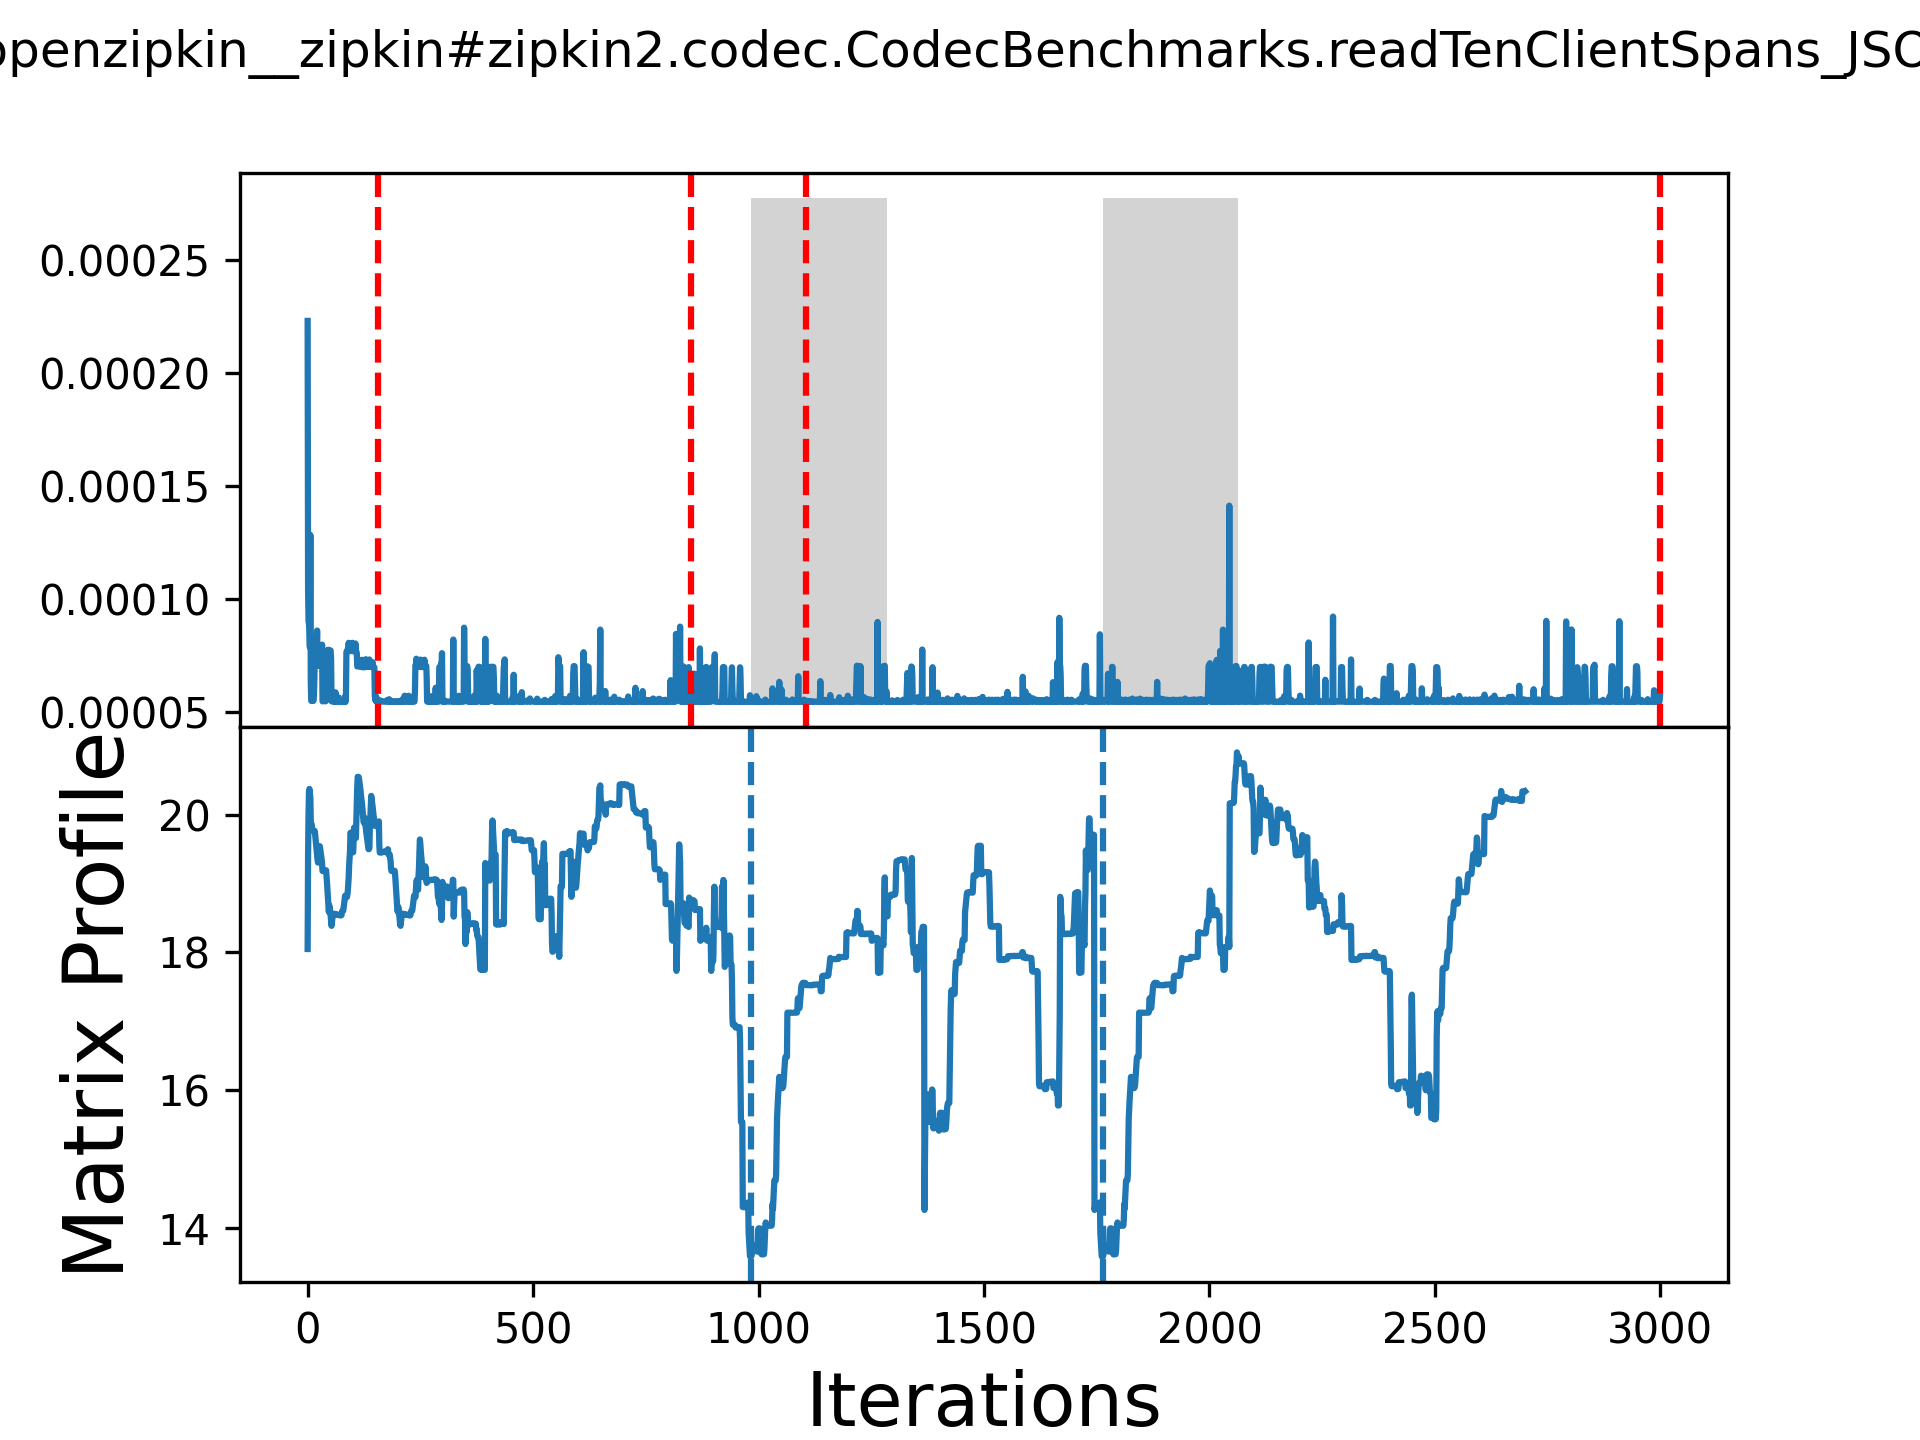 openzipkin__zipkin#zipkin2.codec.CodecBenchmarks.readTenClientSpans_JSO
0.00025
0.00020
0.00015
0.00010
0.00005
Matrix Profile
20
18
16
14
0 500 1000 1500 2000 2500 3000
Iterations